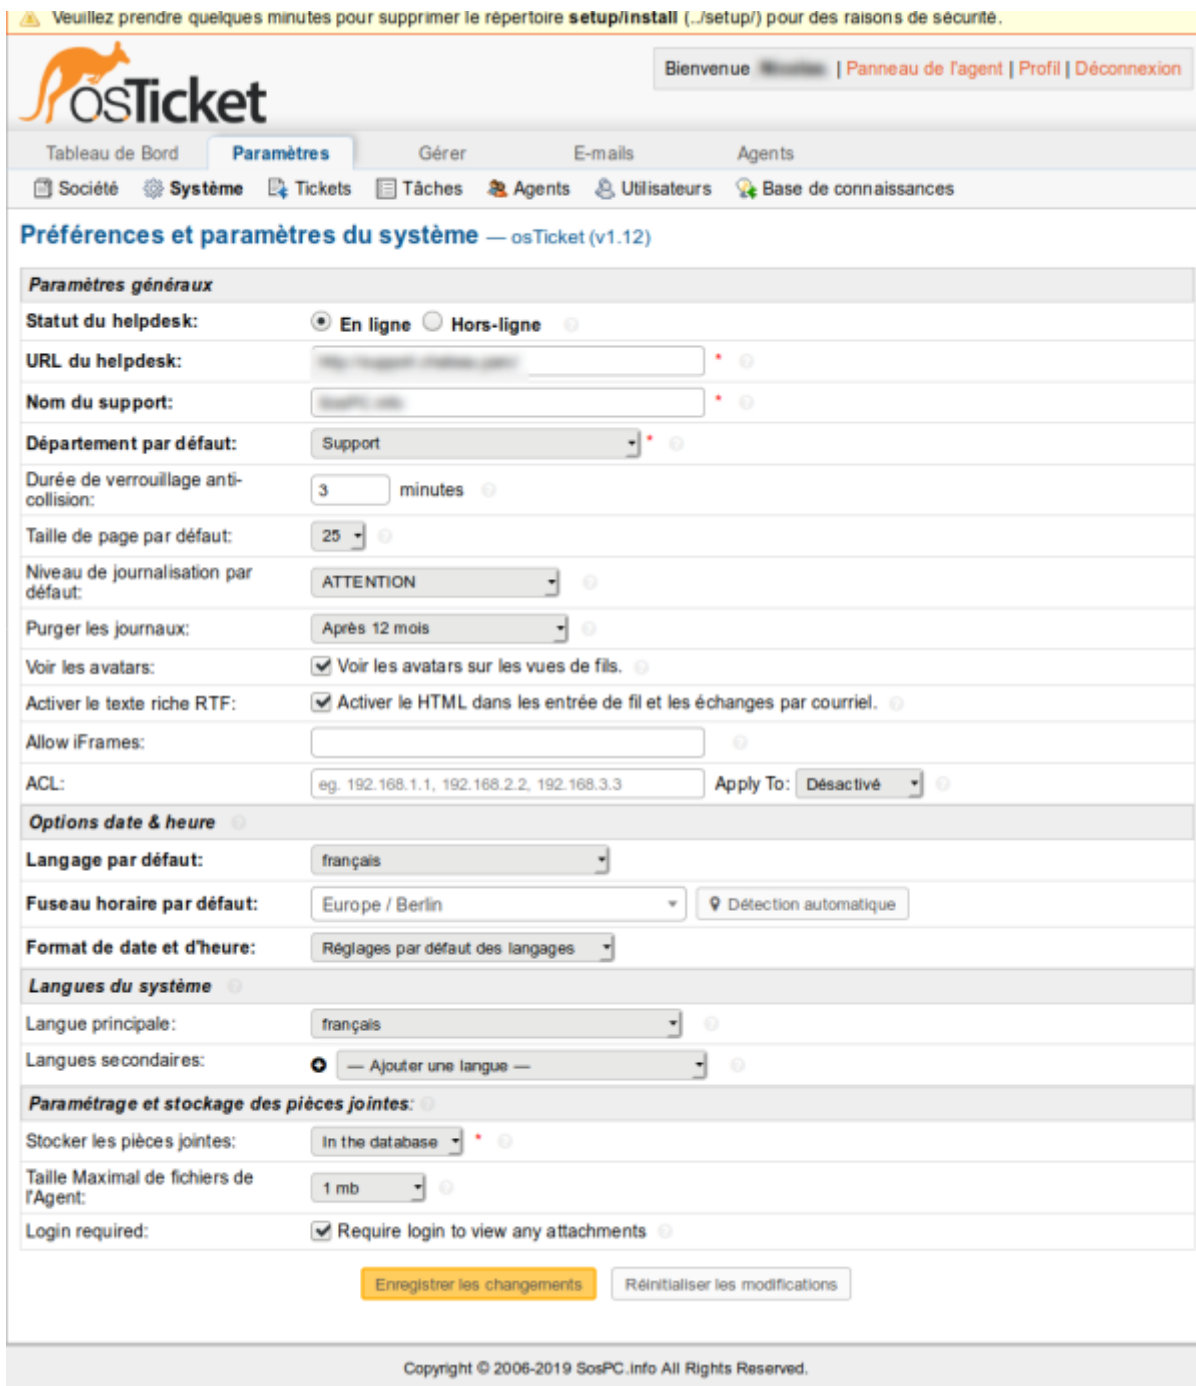 Veuillez prendre quelques minutes pour supprimer le répertoire setup/install (../setup/) pour des raisons de sécurité.
osTicket
Bienvenue | Panneau de l'agent | Profil | Déconnexion
Tableau de Bord Paramètres Gérer E-mails Agents
Société Système Tickets Tâches Agents Utilisateurs Base de connaissances
Préférences et paramètres du système — osTicket (v1.12)
Paramètres généraux
Statut du helpdesk: En ligne Hors-ligne
URL du helpdesk: *
Nom du support: *
Département par défaut: Support *
Durée de verrouillage anti-
collision: 3 minutes
Taille de page par défaut: 25
Niveau de journalisation par
défaut: ATTENTION
Purger les journaux: Après 12 mois
Voir les avatars: Voir les avatars sur les vues de fils.
Activer le texte riche RTF: Activer le HTML dans les entrée de fil et les échanges par courriel.
Allow iFrames:
ACL: eg. 192.168.1.1, 192.168.2.2, 192.168.3.3 Apply To: Désactivé
Options date & heure
Langage par défaut: français
Fuseau horaire par défaut: Europe / Berlin Détection automatique
Format de date et d'heure: Réglages par défaut des langages
Langues du système
Langue principale: français
Langues secondaires: — Ajouter une langue —
Paramétrage et stockage des pièces jointes:
Stocker les pièces jointes: In the database *
Taille Maximal de fichiers de
l'Agent: 1 mb
Login required: Require login to view any attachments
Enregistrer les changements Réinitialiser les modifications
Copyright © 2006-2019 SosPC.info All Rights Reserved.